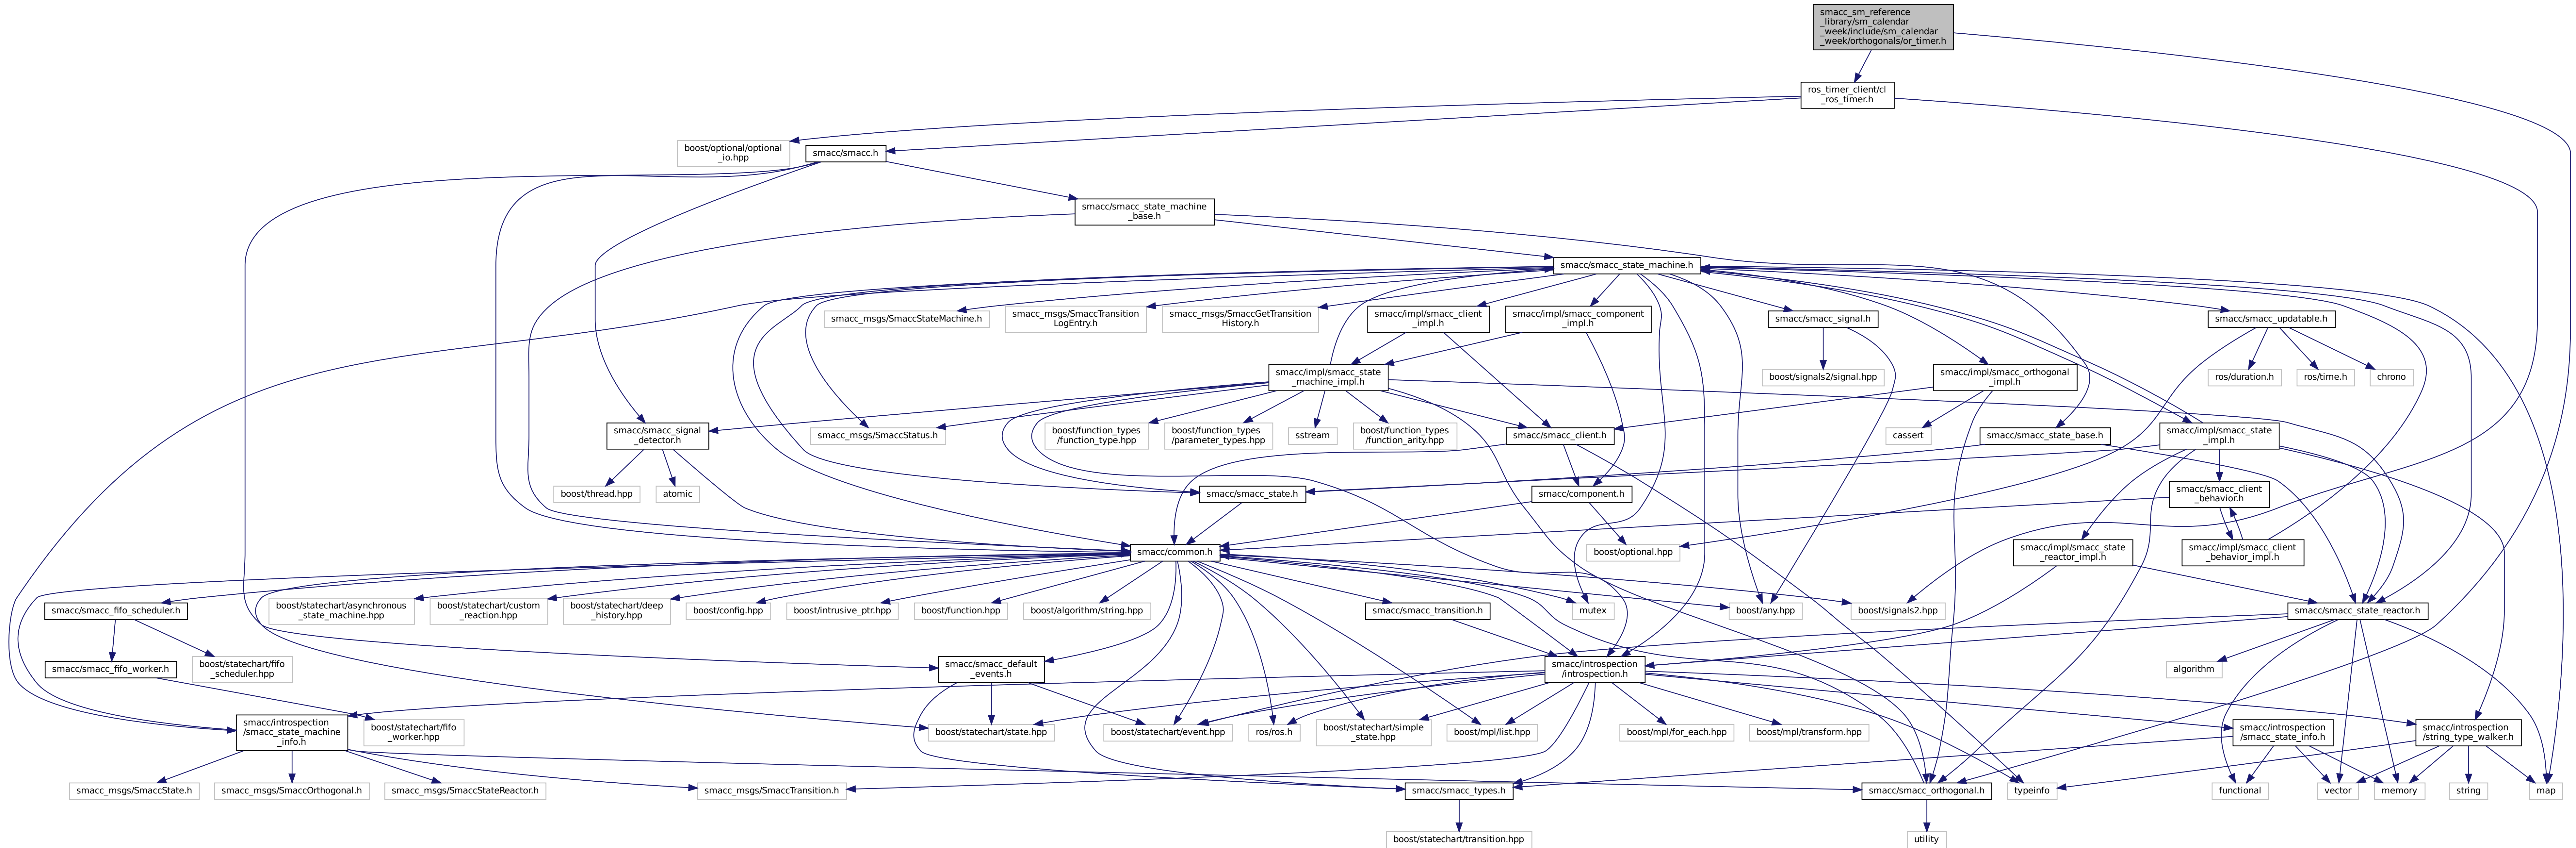 smacc_sm_reference
_library/sm_calendar
_week/include/sm_calendar
_week/orthogonals/or_timer.h
ros_timer_client/cl
_ros_timer.h
boost/optional/optional
_io.hpp
smacc/smacc.h
smacc/smacc_state_machine
_base.h
smacc/smacc_state_machine.h
smacc_msgs/SmaccStateMachine.h
smacc_msgs/SmaccTransition
LogEntry.h
smacc_msgs/SmaccGetTransition
History.h
smacc/impl/smacc_client
_impl.h
smacc/impl/smacc_component
_impl.h
smacc/smacc_signal.h
smacc/smacc_updatable.h
smacc/impl/smacc_state
_machine_impl.h
boost/signals2/signal.hpp
smacc/impl/smacc_orthogonal
_impl.h
ros/duration.h
ros/time.h
chrono
smacc/smacc_signal
_detector.h
smacc_msgs/SmaccStatus.h
boost/function_types
/function_type.hpp
boost/function_types
/parameter_types.hpp
sstream
boost/function_types
/function_arity.hpp
smacc/smacc_client.h
cassert
smacc/smacc_state_base.h
smacc/impl/smacc_state
_impl.h
boost/thread.hpp
atomic
smacc/smacc_state.h
smacc/component.h
smacc/smacc_client
_behavior.h
smacc/common.h
boost/optional.hpp
smacc/impl/smacc_state
_reactor_impl.h
smacc/impl/smacc_client
_behavior_impl.h
smacc/smacc_fifo_scheduler.h
boost/statechart/asynchronous
_state_machine.hpp
boost/statechart/custom
_reaction.hpp
boost/statechart/deep
_history.hpp
boost/config.hpp
boost/intrusive_ptr.hpp
boost/function.hpp
boost/algorithm/string.hpp
smacc/smacc_transition.h
mutex
boost/any.hpp
boost/signals2.hpp
smacc/smacc_state_reactor.h
smacc/smacc_fifo_worker.h
boost/statechart/fifo
_scheduler.hpp
smacc/smacc_default
_events.h
smacc/introspection
/introspection.h
algorithm
smacc/introspection
/smacc_state_machine
_info.h
boost/statechart/fifo
_worker.hpp
boost/statechart/state.hpp
boost/statechart/event.hpp
ros/ros.h
boost/statechart/simple
_state.hpp
boost/mpl/list.hpp
boost/mpl/for_each.hpp
boost/mpl/transform.hpp
smacc/introspection
/smacc_state_info.h
smacc/introspection
/string_type_walker.h
smacc_msgs/SmaccState.h
smacc_msgs/SmaccOrthogonal.h
smacc_msgs/SmaccStateReactor.h
smacc_msgs/SmaccTransition.h
smacc/smacc_types.h
smacc/smacc_orthogonal.h
typeinfo
functional
vector
memory
string
map
boost/statechart/transition.hpp
utility